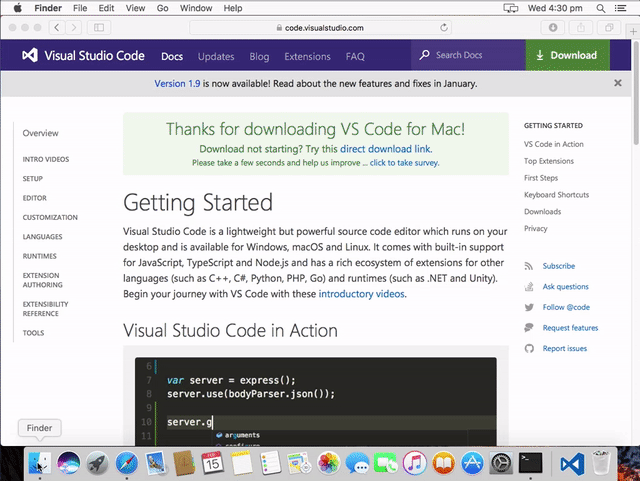 Finder File Edit View Go Window Help Wed 4:30 pm
code.visualstudio.com
Visual Studio Code Docs Updates Blog Extensions FAQ Search Docs Download
Version 1.9 is now available! Read about the new features and fixes in January.
Overview
INTRO VIDEOS
SETUP
EDITOR
CUSTOMIZATION
LANGUAGES
RUNTIMES
EXTENSION
AUTHORING
EXTENSIBILITY
REFERENCE
TOOLS
Thanks for downloading VS Code for Mac!
Download not starting? Try this direct download link.
Please take a few seconds and help us improve ... click to take survey.
Getting Started
Visual Studio Code is a lightweight but powerful source code editor which runs on your
desktop and is available for Windows, macOS and Linux. It comes with built-in support
for JavaScript, TypeScript and Node.js and has a rich ecosystem of extensions for other
languages (such as C++, C#, Python, PHP, Go) and runtimes (such as .NET and Unity).
Begin your journey with VS Code with these introductory videos.
Visual Studio Code in Action
6
7 var server = express();
8 server.use(bodyParser.json());
9
10 server.g
11 arguments
configure
GETTING STARTED
VS Code in Action
Top Extensions
First Steps
Keyboard Shortcuts
Downloads
Privacy
Subscribe
Ask questions
Follow @code
Request features
Report issues
Finder
15